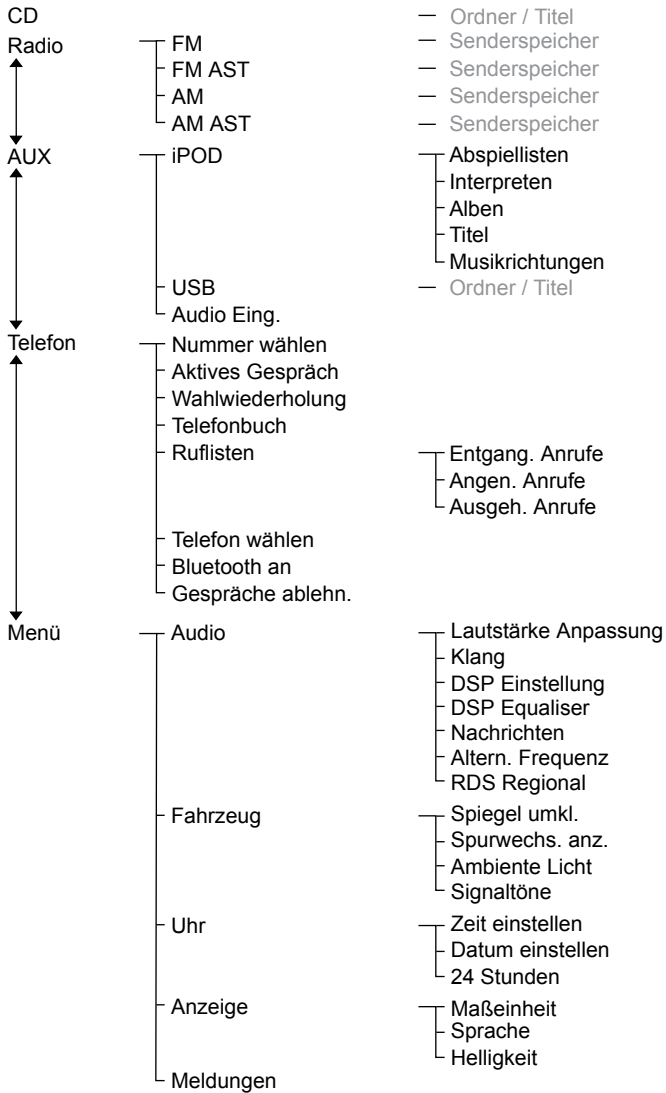 CD — Ordner / Titel
Radio FM — Senderspeicher
FM AST — Senderspeicher
AM — Senderspeicher
AM AST — Senderspeicher
AUX iPOD Abspiellisten
Interpreten
Alben
Titel
Musikrichtungen
USB — Ordner / Titel
Audio Eing.
Telefon Nummer wählen
Aktives Gespräch
Wahlwiederholung
Telefonbuch
Ruflisten Entgang. Anrufe
Angen. Anrufe
Ausgeh. Anrufe
Telefon wählen
Bluetooth an
Gespräche ablehn.
Menü Audio Lautstärke Anpassung
Klang
DSP Einstellung
DSP Equaliser
Nachrichten
Altern. Frequenz
RDS Regional
Fahrzeug Spiegel umkl.
Spurwechs. anz.
Ambiente Licht
Signaltöne
Uhr Zeit einstellen
Datum einstellen
24 Stunden
Anzeige Maßeinheit
Sprache
Helligkeit
Meldungen